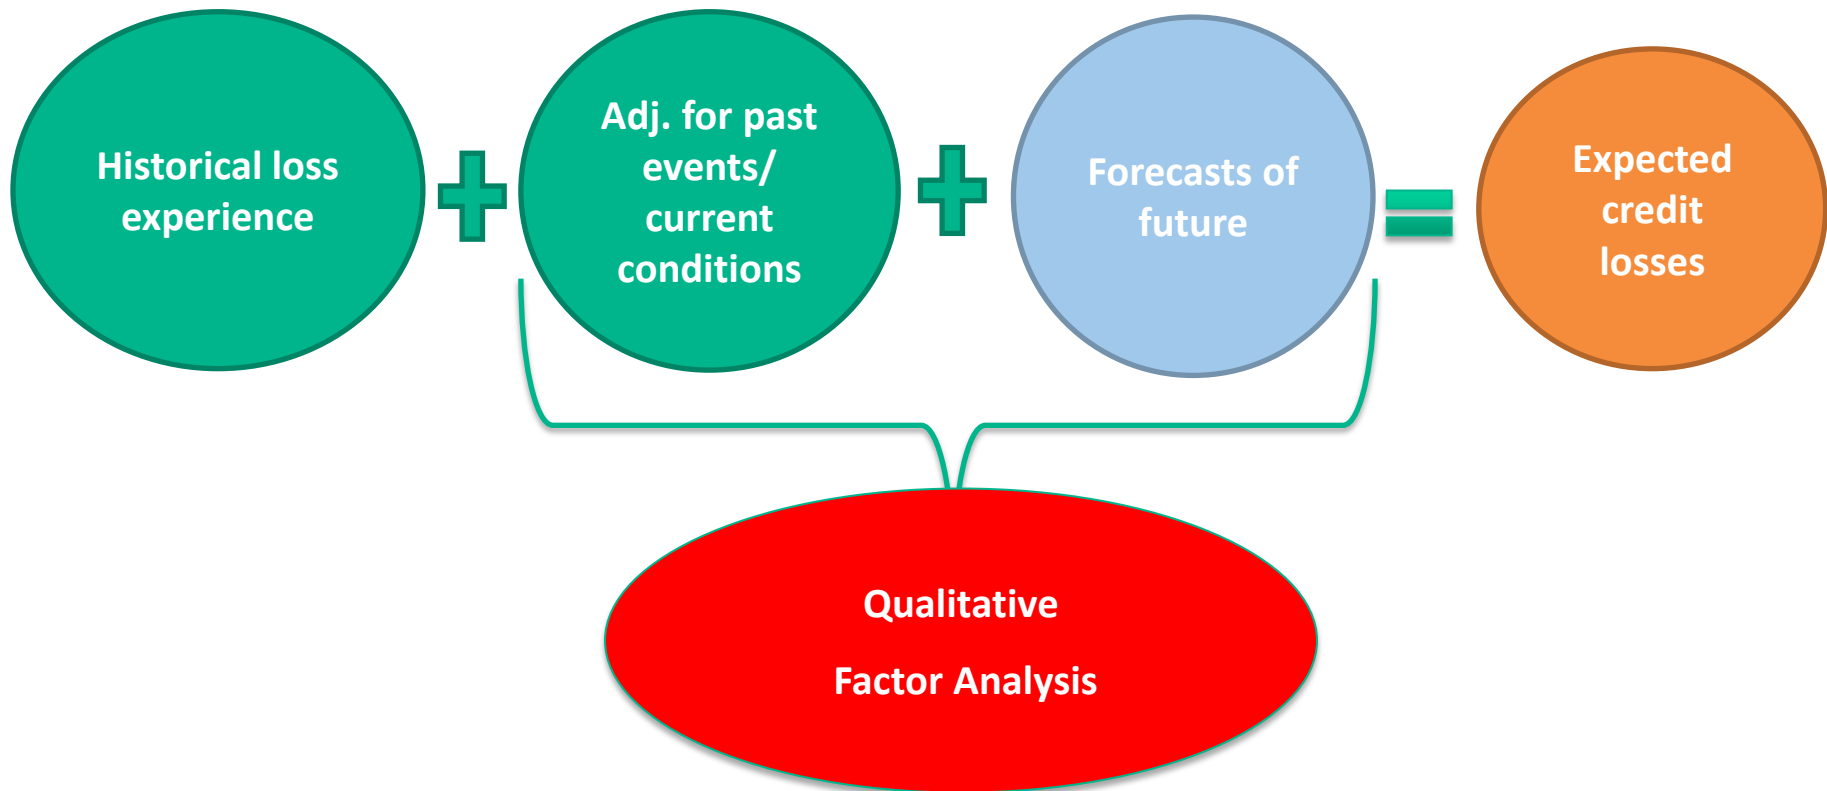 Historical loss
experience
Adj. for past
events/
current
conditions
Forecasts of
future
Expected
credit
losses
Qualitative
Factor Analysis